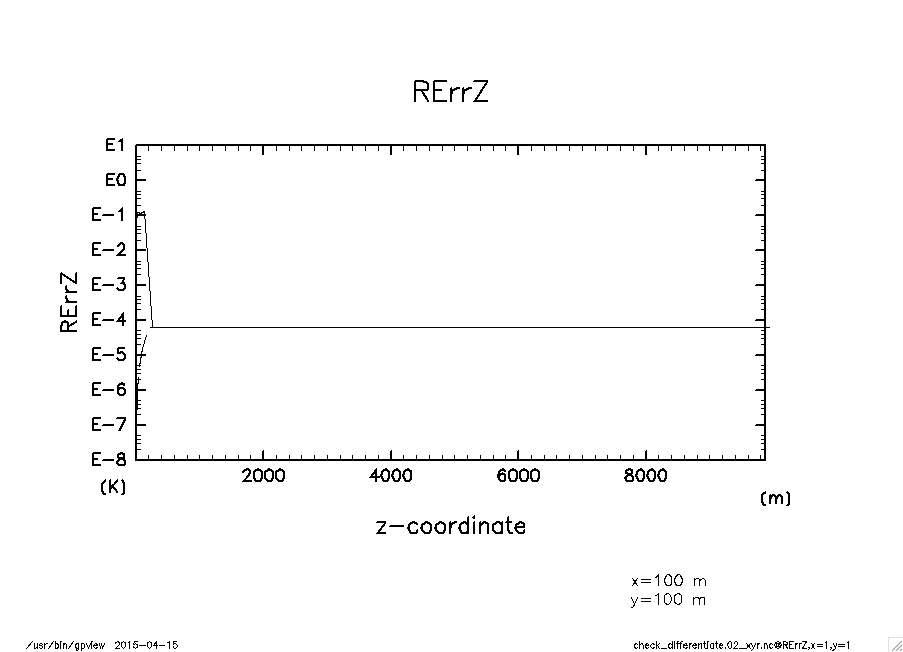 RErrZ
E1
E0
E-1
E-2
E-3
E-4
E-5
E-6
E-7
E-8
RErrZ
(K)
2000 4000 6000 8000
(m)
z-coordinate
x=100 m
y=100 m
/usr/bin/gpview 2015-04-15
check_differentiate.02_xyr.nc@RErrZ,x=1,y=1